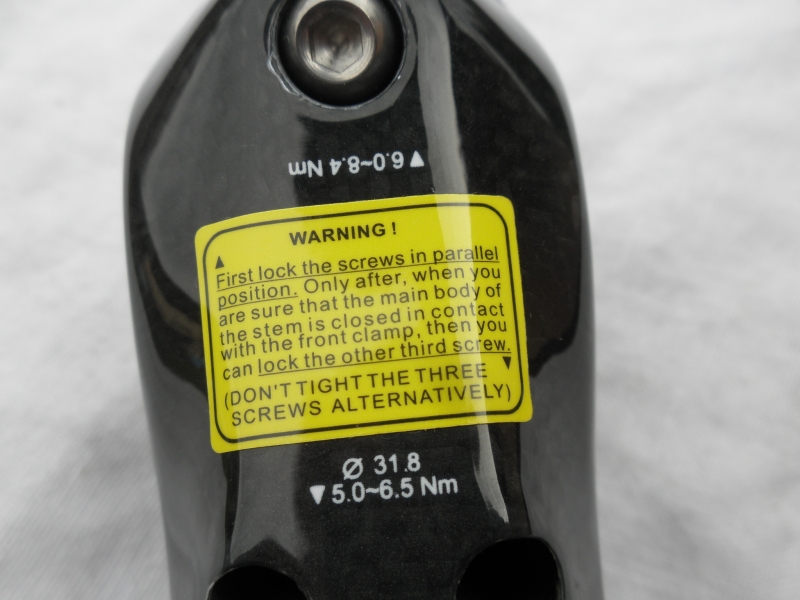 ▼6.0~8.4 Nm
WARNING !
▲
First lock the screws in parallel
position. Only after, when you
are sure that the main body of
the stem is closed in contact
with the front clamp, then you
can lock the other third screw.
▼
(DON'T TIGHT THE THREE
SCREWS ALTERNATIVELY)
Ø 31.8
▼5.0~6.5 Nm